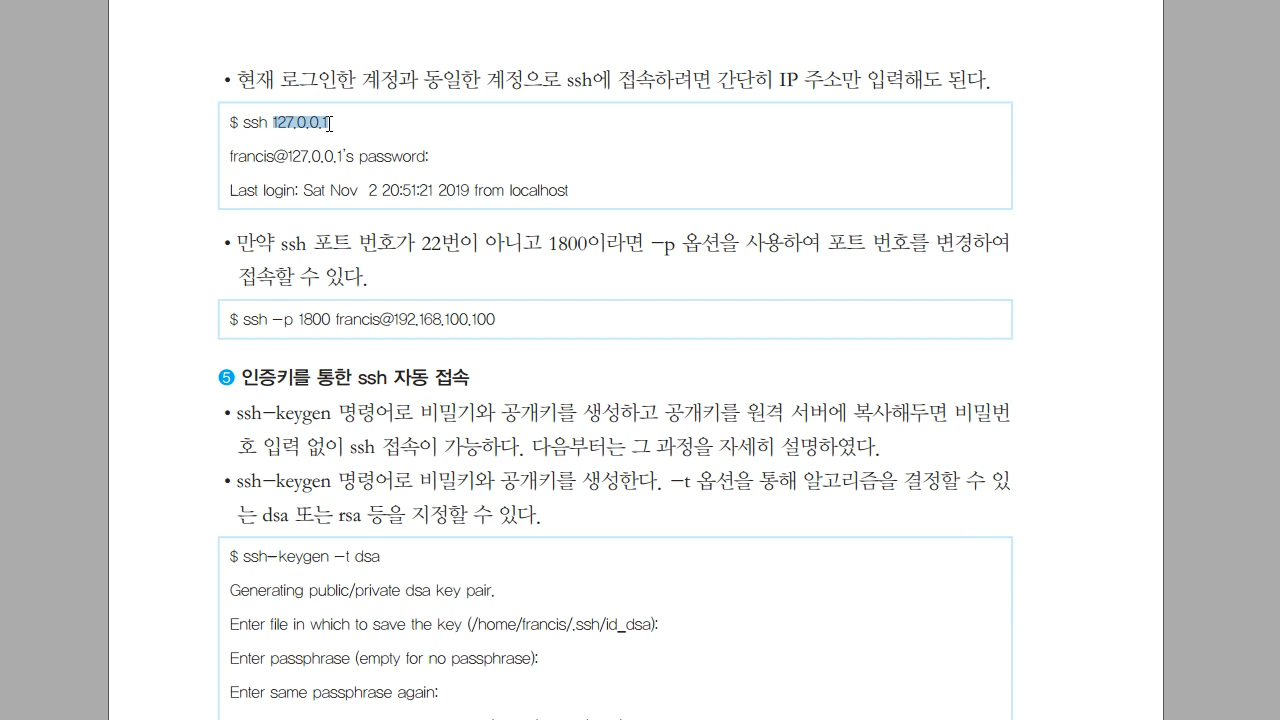 • 현재 로그인한 계정과 동일한 계정으로 ssh에 접속하려면 간단히 IP 주소만 입력해도 된다.
$ ssh 127.0.0.1
francis@127.0.0.1's password:
Last login: Sat Nov  2 20:51:21 2019 from localhost
• 만약 ssh 포트 번호가 22번이 아니고 1800이라면 –p 옵션을 사용하여 포트 번호를 변경하여
접속할 수 있다.
$ ssh –p 1800 francis@192.168.100.100
❺ 인증키를 통한 ssh 자동 접속
• ssh–keygen 명령어로 비밀기와 공개키를 생성하고 공개키를 원격 서버에 복사해두면 비밀번
호 입력 없이 ssh 접속이 가능하다. 다음부터는 그 과정을 자세히 설명하였다.
• ssh–keygen 명령어로 비밀키와 공개키를 생성한다. –t 옵션을 통해 알고리즘을 결정할 수 있
는 dsa 또는 rsa 등을 지정할 수 있다.
$ ssh–keygen –t dsa
Generating public/private dsa key pair.
Enter file in which to save the key (/home/francis/.ssh/id_dsa):
Enter passphrase (empty for no passphrase):
Enter same passphrase again: